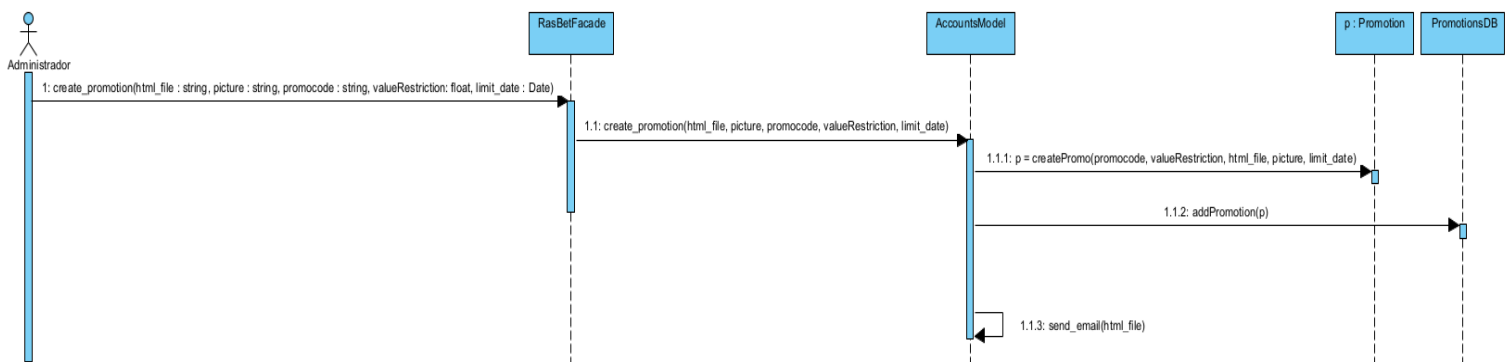 RasBetFacade
AccountsModel
p : Promotion
PromotionsDB
Administrador
1: create_promotion(html_file : string, picture : string, promocode : string, valueRestriction: float, limit_date : Date)
1.1: create_promotion(html_file, picture, promocode, valueRestriction, limit_date)
1.1.1: p = createPromo(promocode, valueRestriction, html_file, picture, limit_date)
1.1.2: addPromotion(p)
1.1.3: send_email(html_file)